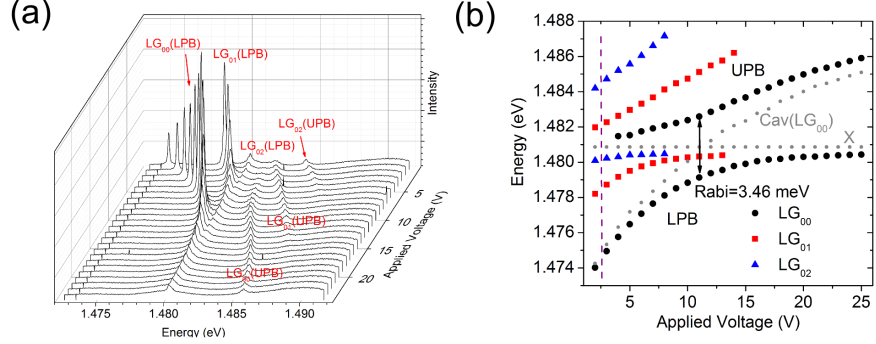 (a)
LG00(LPB)
LG01(LPB)
LG02(UPB)
LG02(LPB)
LG01(UPB)
LG00(UPB)
Intensity
5
10
15
20
Applied Voltage (V)
1.475
1.480
1.485
1.490
Energy (eV)
(b)
1.488
1.486
1.484
1.482
1.480
1.478
1.476
1.474
Energy (eV)
UPB
Cav(LG00)
X
Rabi=3.46 meV
LPB
LG00
LG01
LG02
5
10
15
20
25
Applied Voltage (V)